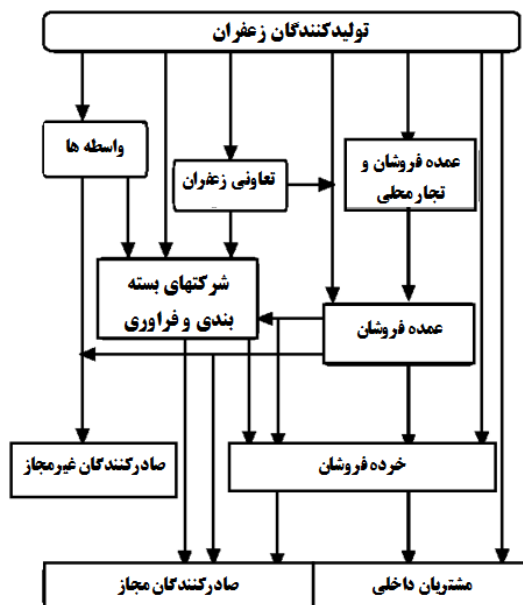 تولیدکنندگان زعفران
واسطه ها
تعاونی زعفران
عمده فروشان و
تجار محلی
شرکتهای بسته
بندی و فراوری
عمده فروشان
صادرکنندگان غیرمجاز
خرده فروشان
صادرکنندگان مجاز
مشتریان داخلی